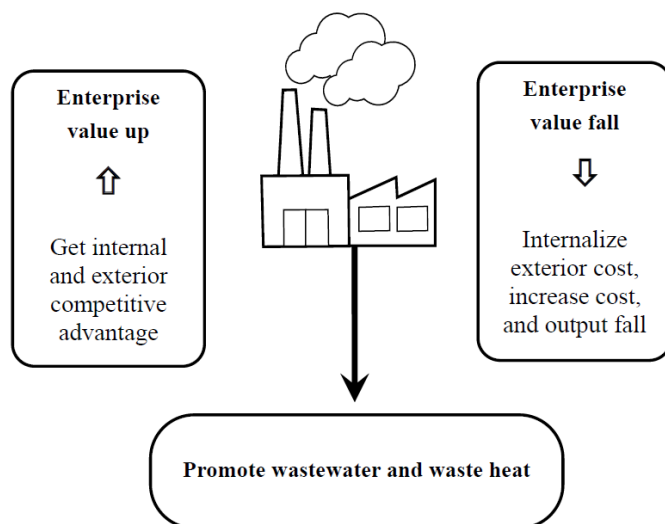 Enterprise
value up
Get internal
and exterior
competitive
advantage
Enterprise
value fall
Internalize
exterior cost,
increase cost,
and output fall
Promote wastewater and waste heat